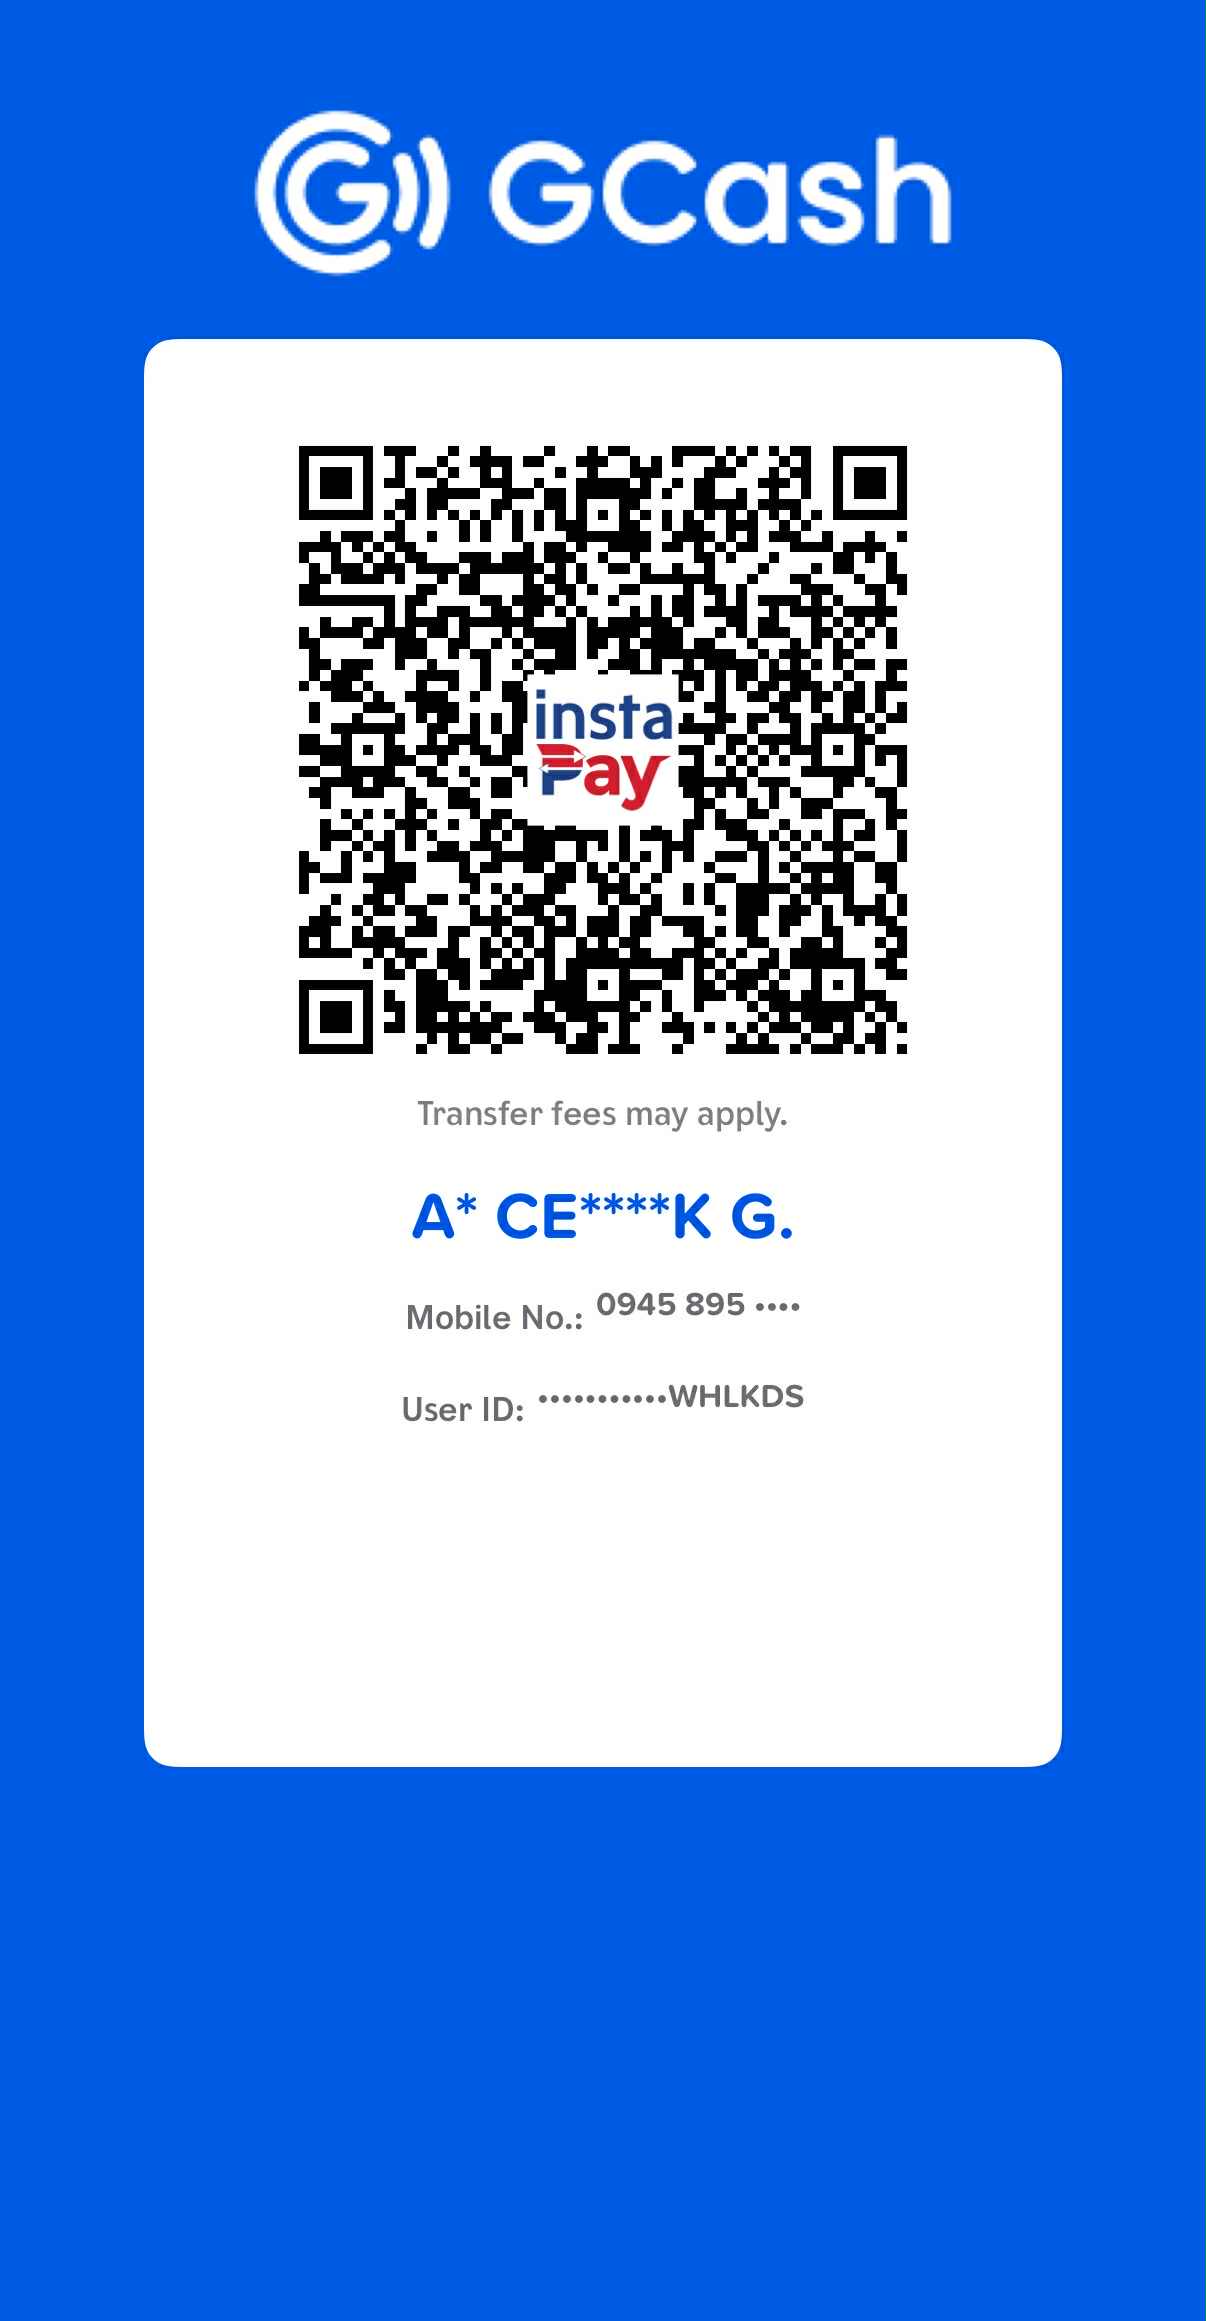 GCash
insta
Pay
Transfer fees may apply.
A* CE****K G.
Mobile No.: 0945 895 ••••
User ID: •••••••••••WHLKDS